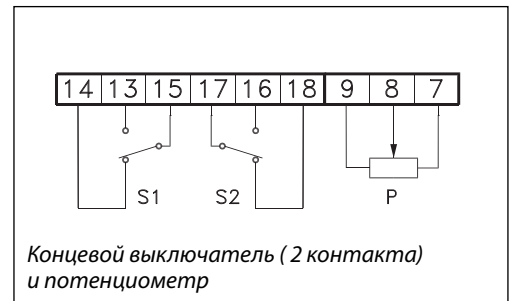 14 13 15 17 16 18 9 8 7
S1 S2 P
Концевой выключатель ( 2 контакта)
и потенциометр